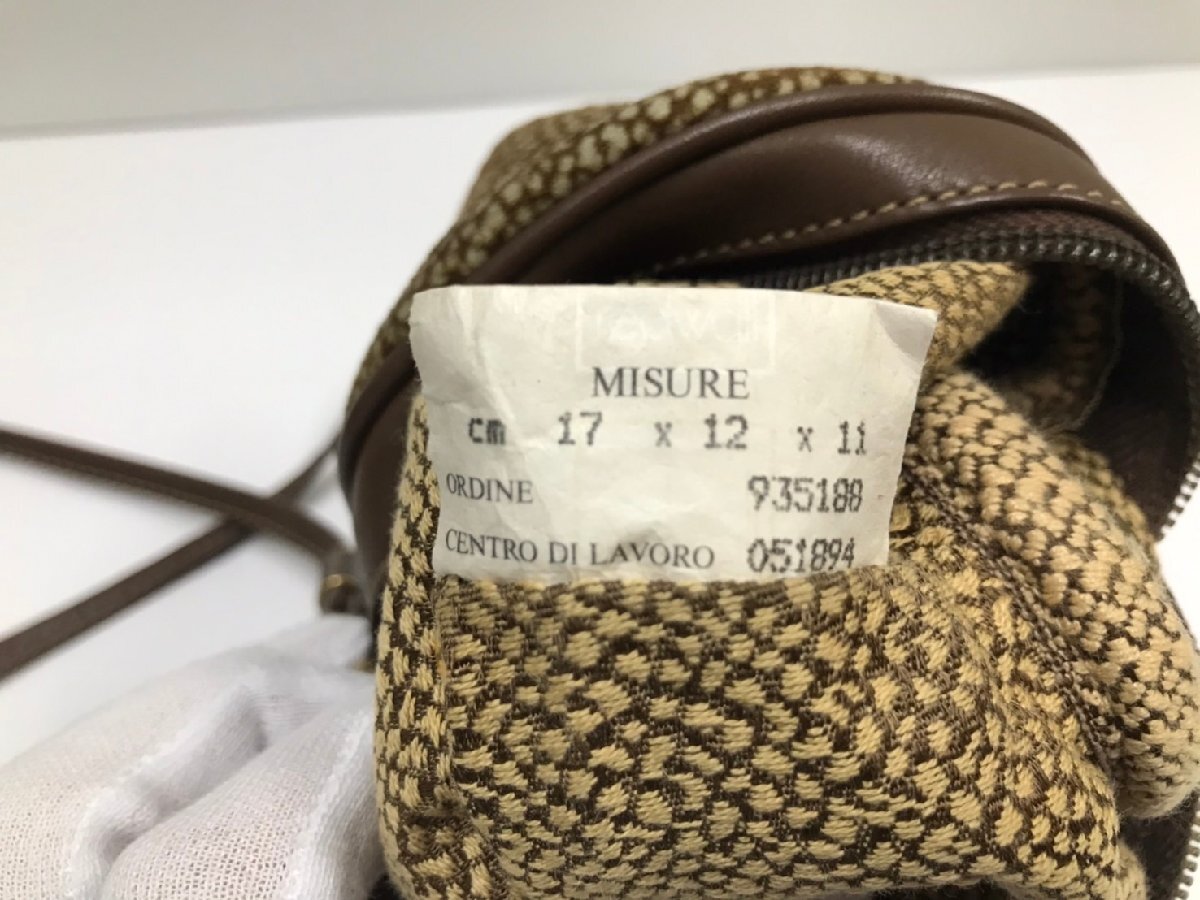 MISURE
cm 17 x 12 x 11
ORDINE 935188
CENTRO DI LAVORO 051894